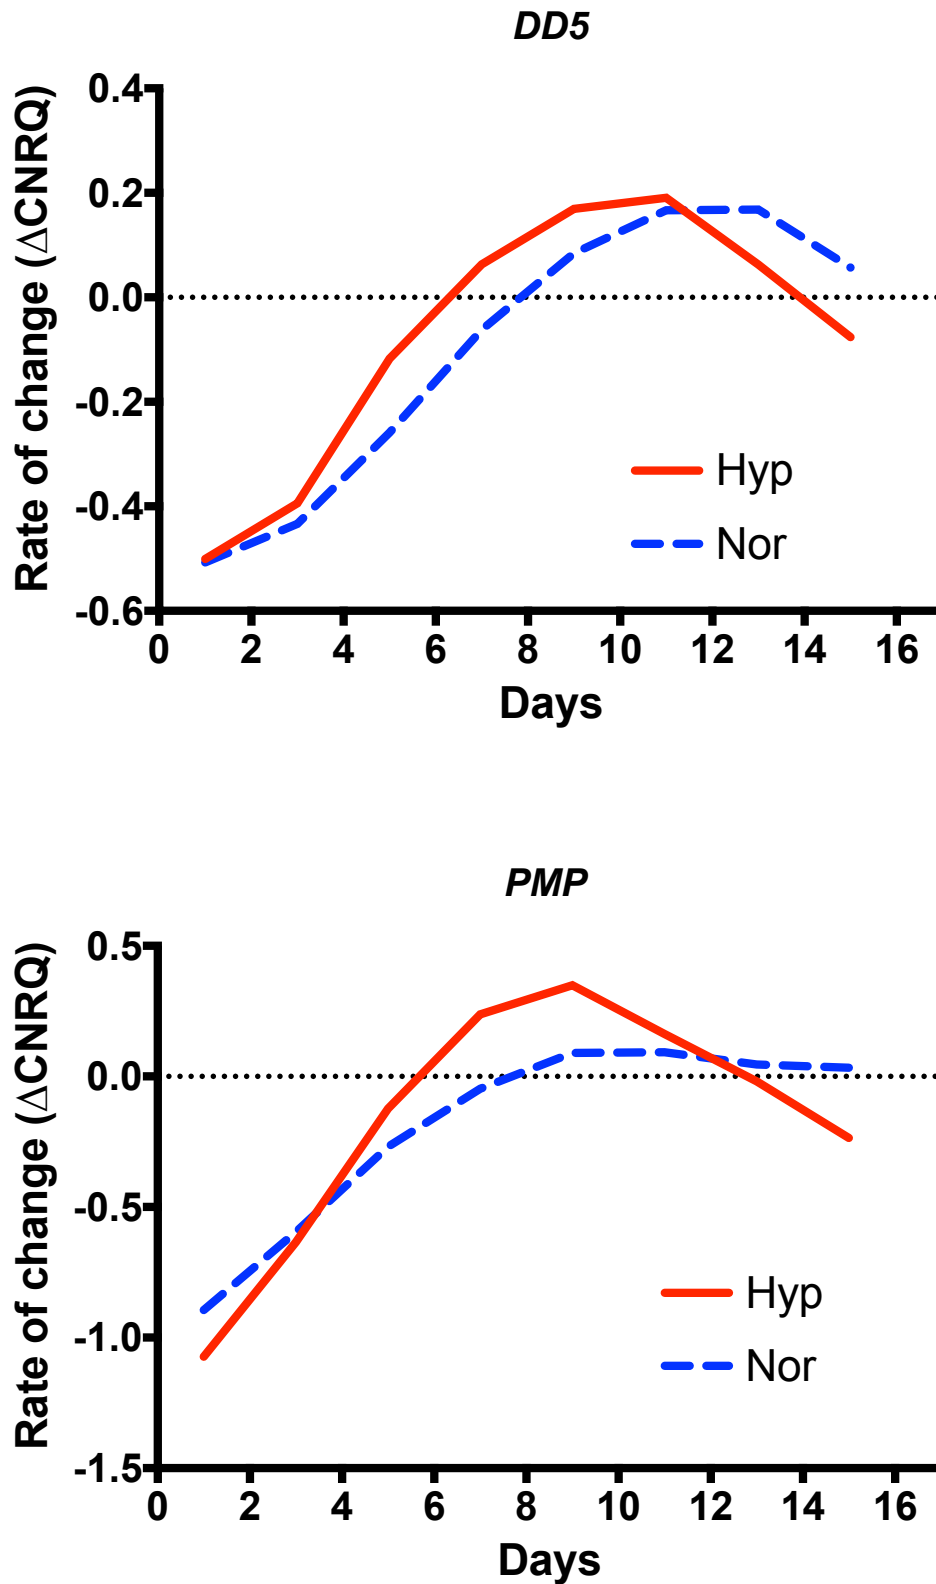 DD5
Rate of change (ΔCNRQ)
0.4
0.2
0.0
-0.2
-0.4
-0.6
Hyp
Nor
0 2 4 6 8 10 12 14 16
Days
PMP
Rate of change (ΔCNRQ)
0.5
0.0
-0.5
-1.0
-1.5
Hyp
Nor
0 2 4 6 8 10 12 14 16
Days